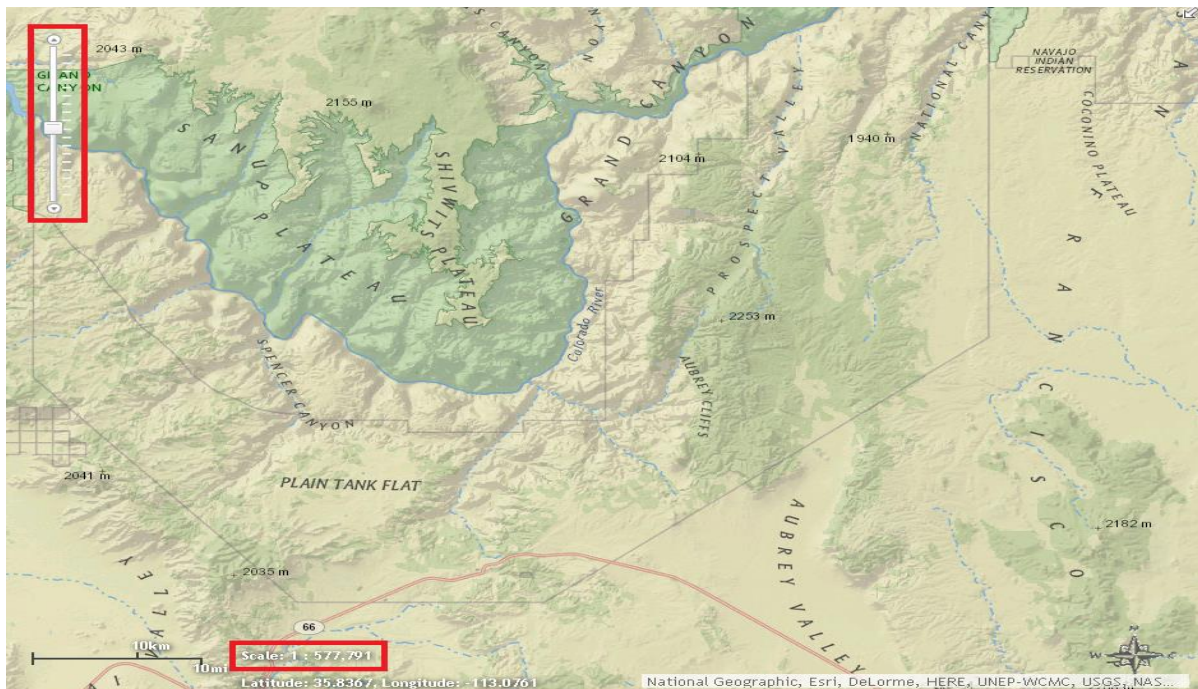 2043 m
GRAND
CANYON
SANUP PLATEAU
2155 m
SHIVWITS PLATEAU
S CANYON
GRAND CANYON
2104 m
PROSPECT VALLEY
1940 m
NATIONAL CANY
NAVAJO
INDIAN
RESERVATION
COCONINO PLATEAU
N
A
RANCISCO
2253 m
Colorado River
AUBREY CLIFFS
SPENCER CANYON
PLAIN TANK FLAT
2041 m
2035 m
ALLEY
AUBREY VALLEY
2182 m
66
10km
10mi
Scale: 1 : 577,791
Latitude: 35.8367, Longitude: -113.0761
N
W
National Geographic, Esri, DeLorme, HERE, UNEP-WCMC, USGS, NAS...